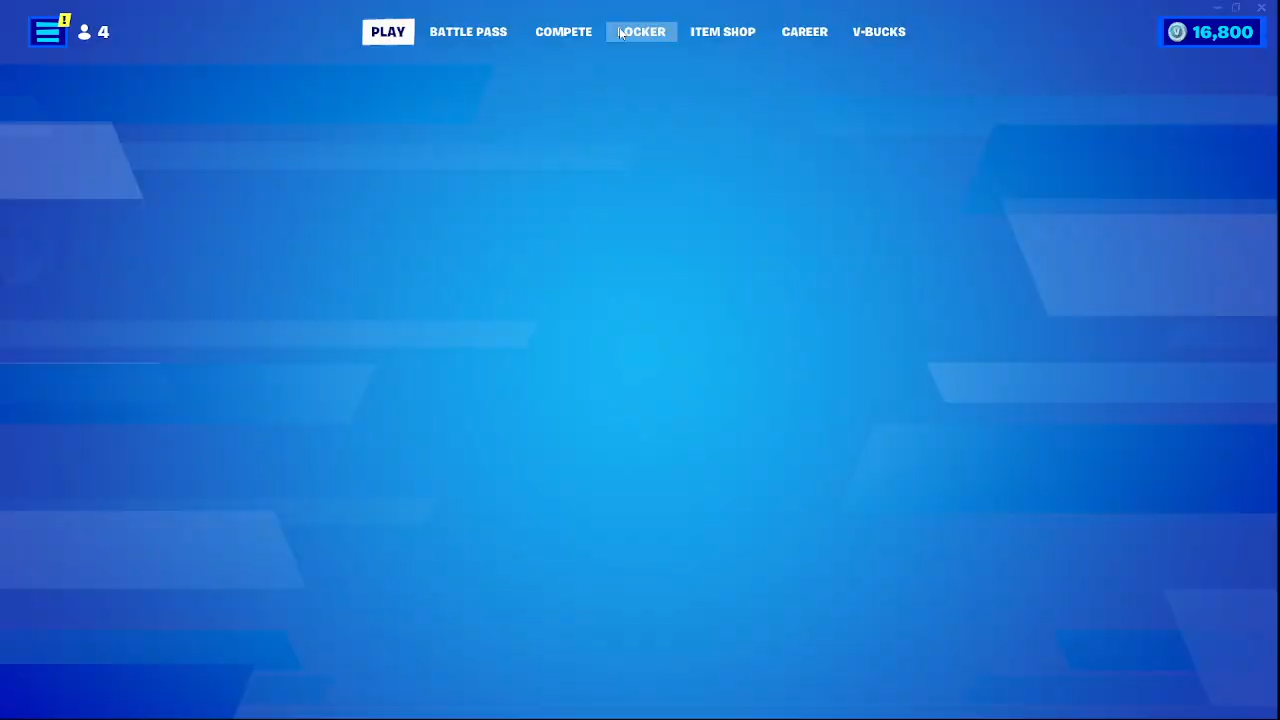 ! 4 PLAY BATTLE PASS COMPETE LOCKER ITEM SHOP CAREER V-BUCKS V 16,800